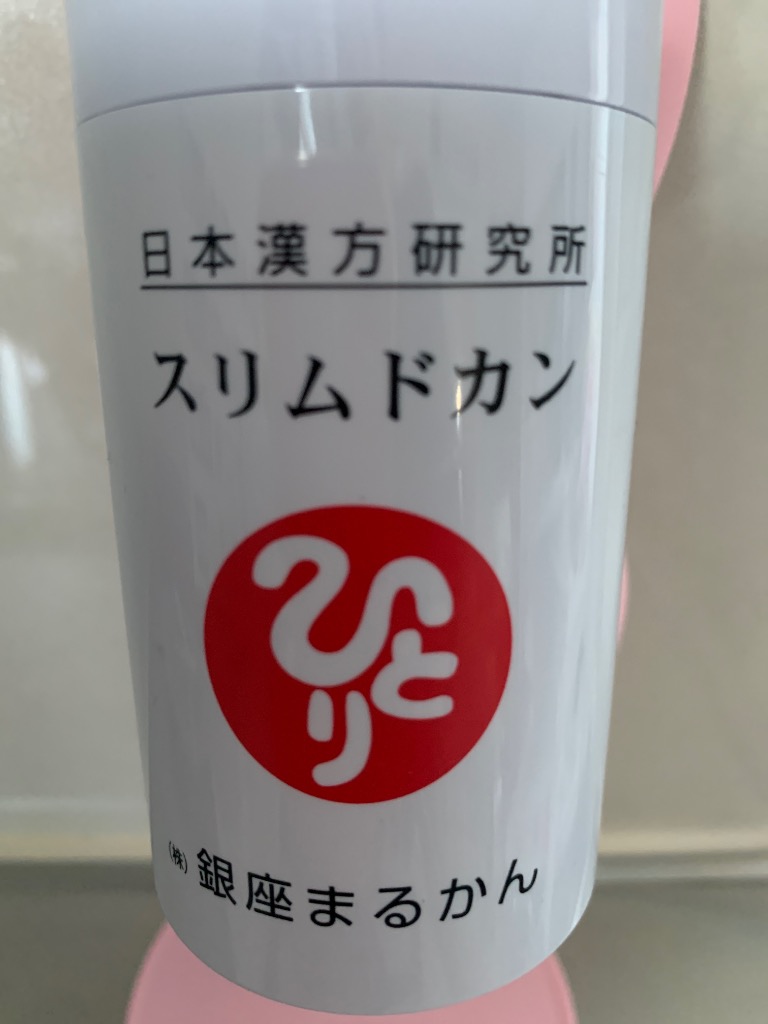 日本漢方研究所
スリムドカン
ひとり
(株)銀座まるかん